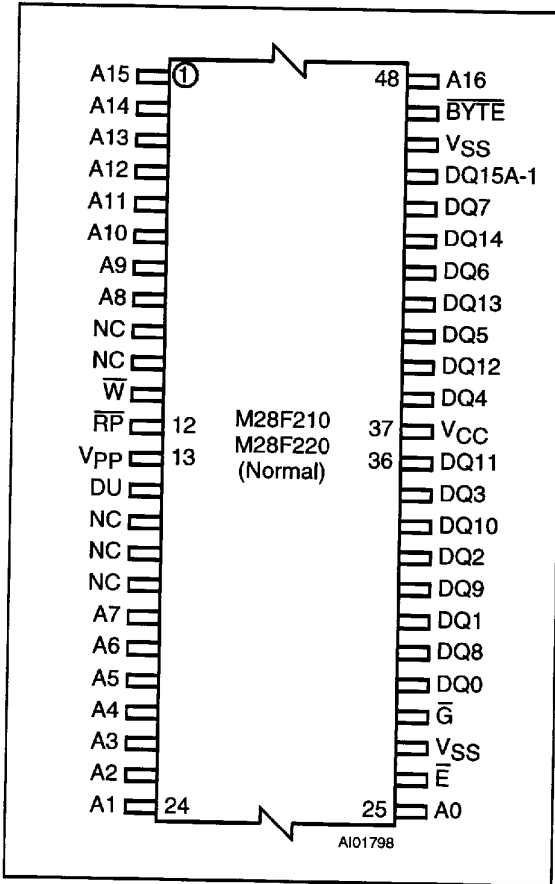 A15 ① 48 A16
A14 B̅Y̅T̅E̅
A13 VSS
A12 DQ15A-1
A11 DQ7
A10 DQ14
A9 DQ6
A8 DQ13
NC DQ5
NC DQ12
W̅ DQ4
R̅P̅ 12 M28F210 37 VCC
VPP 13 M28F220 36 DQ11
(Normal)
DU DQ3
NC DQ10
NC DQ2
NC DQ9
A7 DQ1
A6 DQ8
A5 DQ0
A4 G̅
A3 VSS
A2 E̅
A1 24 25 A0
AI01798